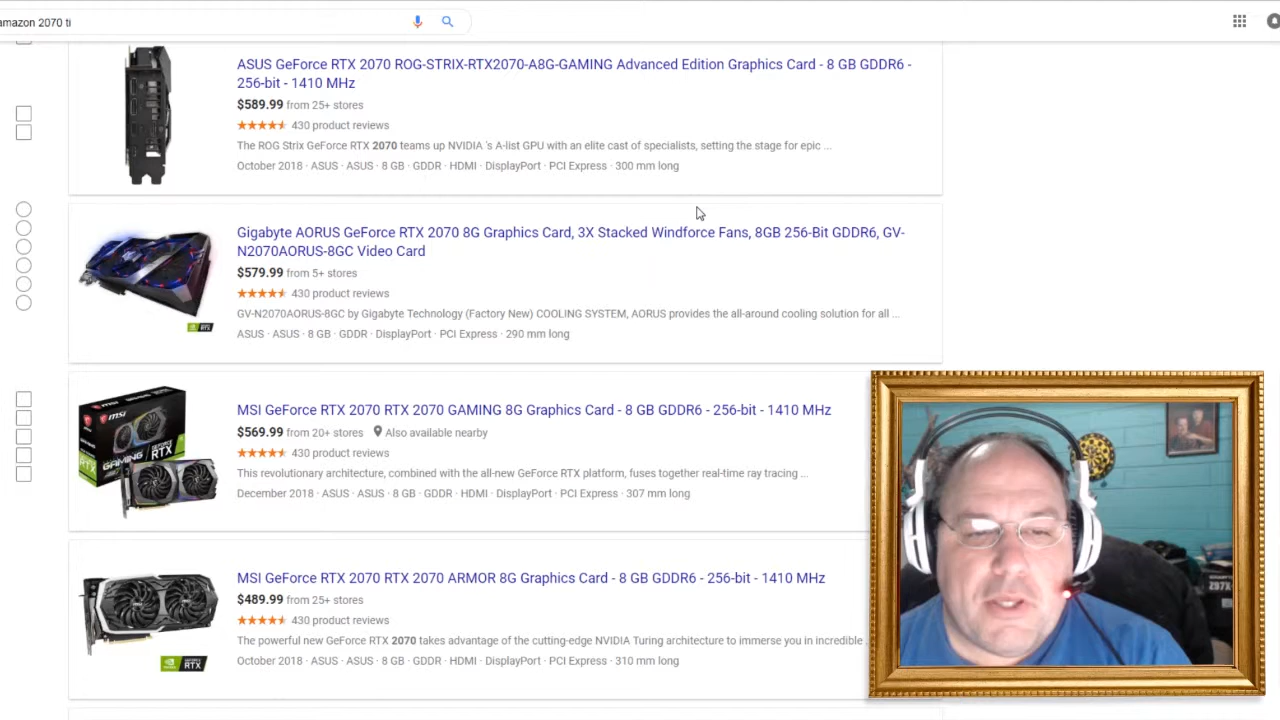 amazon 2070 ti
ASUS GeForce RTX 2070 ROG-STRIX-RTX2070-A8G-GAMING Advanced Edition Graphics Card - 8 GB GDDR6 -
256-bit - 1410 MHz
$589.99 from 25+ stores
430 product reviews
The ROG Strix GeForce RTX 2070 teams up NVIDIA 's A-list GPU with an elite cast of specialists, setting the stage for epic ...
October 2018 · ASUS · ASUS · 8 GB · GDDR · HDMI · DisplayPort · PCI Express · 300 mm long
Gigabyte AORUS GeForce RTX 2070 8G Graphics Card, 3X Stacked Windforce Fans, 8GB 256-Bit GDDR6, GV-
N2070AORUS-8GC Video Card
$579.99 from 5+ stores
430 product reviews
GV-N2070AORUS-8GC by Gigabyte Technology (Factory New) COOLING SYSTEM, AORUS provides the all-around cooling solution for all ...
ASUS · ASUS · 8 GB · GDDR · DisplayPort · PCI Express · 290 mm long
RTX
MSI GeForce RTX 2070 RTX 2070 GAMING 8G Graphics Card - 8 GB GDDR6 - 256-bit - 1410 MHz
$569.99 from 20+ stores Also available nearby
430 product reviews
This revolutionary architecture, combined with the all-new GeForce RTX platform, fuses together real-time ray tracing ...
December 2018 · ASUS · ASUS · 8 GB · GDDR · HDMI · DisplayPort · PCI Express · 307 mm long
msi
GAMING
GEFORCE
RTX
RTX
MSI GeForce RTX 2070 RTX 2070 ARMOR 8G Graphics Card - 8 GB GDDR6 - 256-bit - 1410 MHz
$489.99 from 25+ stores
430 product reviews
The powerful new GeForce RTX 2070 takes advantage of the cutting-edge NVIDIA Turing architecture to immerse you in incredible
October 2018 · ASUS · ASUS · 8 GB · GDDR · HDMI · DisplayPort · PCI Express · 310 mm long
GEFORCE
RTX
Z97X